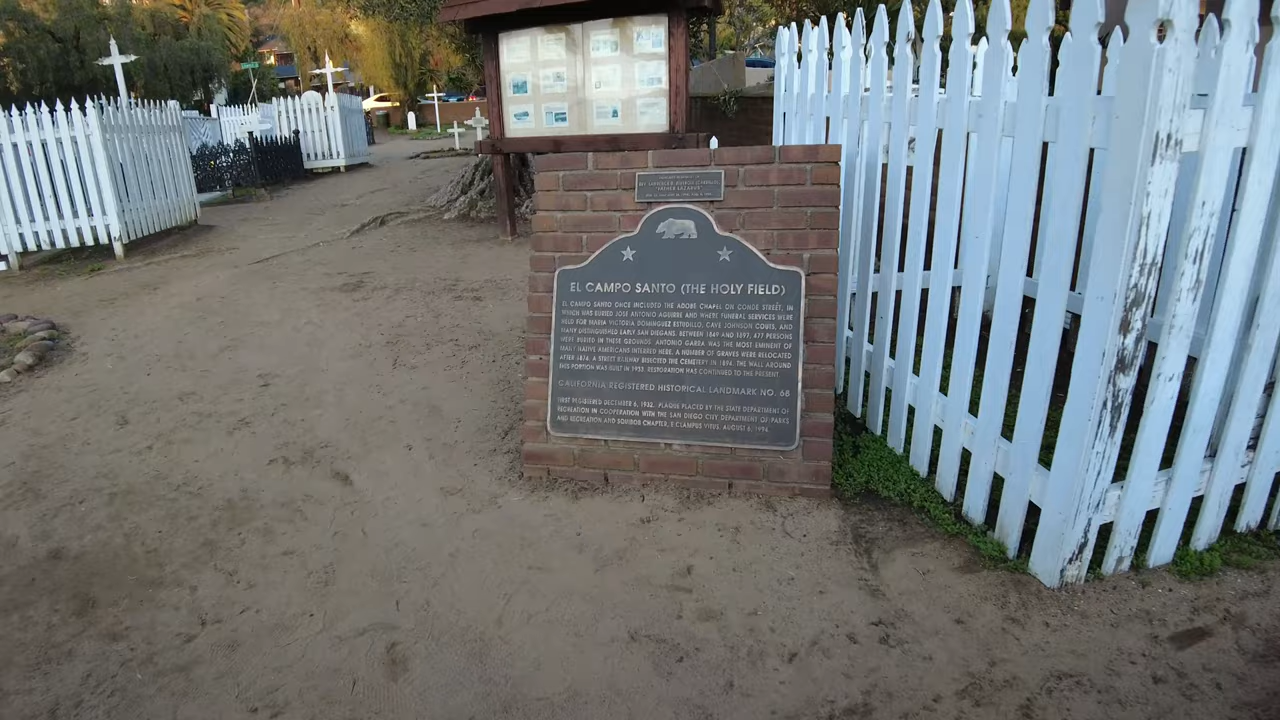 "FATHER LAZARUS"
EL CAMPO SANTO (THE HOLY FIELD)
EL CAMPO SANTO ONCE INCLUDED THE ADOBE CHAPEL ON CONDE STREET, IN
WHICH WAS BURIED JOSE ANTONIO AGUIRRE AND WHERE FUNERAL SERVICES WERE
HELD FOR MARIA VICTORIA DOMINGUEZ ESTUDILLO, CAVE JOHNSON COUTS, AND
MANY DISTINGUISHED EARLY SAN DIEGANS. BETWEEN 1849 AND 1897, 477 PERSONS
WERE BURIED IN THESE GROUNDS. ANTONIO GARRA WAS THE MOST EMINENT OF
MANY NATIVE AMERICANS INTERRED HERE. A NUMBER OF GRAVES WERE RELOCATED
AFTER 1874. A STREET RAILWAY BISECTED THE CEMETERY IN 1894. THE WALL AROUND
THIS PORTION WAS BUILT IN 1933. RESTORATION HAS CONTINUED TO THE PRESENT.
CALIFORNIA REGISTERED HISTORICAL LANDMARK NO. 68
FIRST REGISTERED DECEMBER 6, 1932. PLAQUE PLACED BY THE STATE DEPARTMENT OF
RECREATION IN COOPERATION WITH THE SAN DIEGO CITY DEPARTMENT OF PARKS
AND RECREATION AND SQUIBOB CHAPTER, E CLAMPUS VITUS, AUGUST 6, 1994.